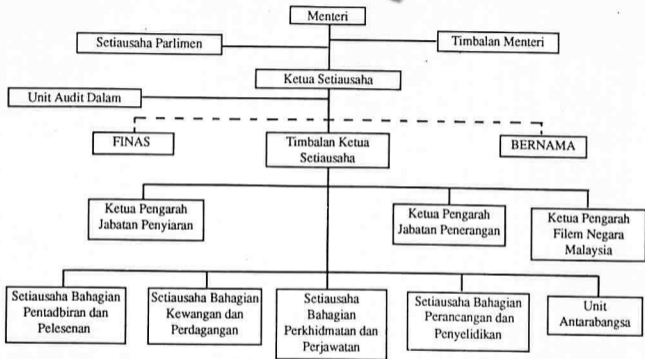 Menteri
Setiausaha Parlimen
Timbalan Menteri
Ketua Setiausaha
Unit Audit Dalam
FINAS
Timbalan Ketua
Setiausaha
BERNAMA
Ketua Pengarah
Jabatan Penyiaran
Ketua Pengarah
Jabatan Penerangan
Ketua Pengarah
Filem Negara
Malaysia
Setiausaha Bahagian
Pentadbiran dan
Pelesenan
Setiausaha Bahagian
Kewangan dan
Perdagangan
Setiausaha
Bahagian
Perkhidmatan dan
Perjawatan
Setiausaha Bahagian
Perancangan dan
Penyelidikan
Unit
Antarabangsa